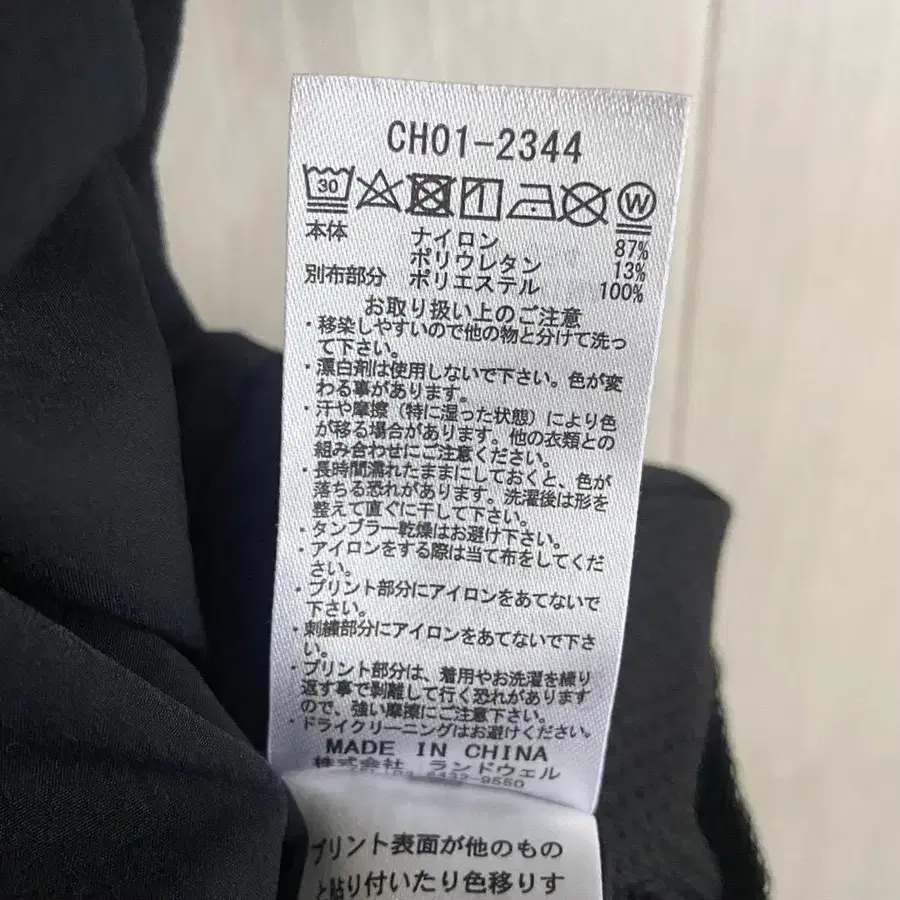 CH01-2344
30 W
本体 ナイロン 87%
ポリウレタン 13%
別布部分 ポリエステル 100%
お取り扱い上のご注意
・移染しやすいので他の物と分けて洗っ
て下さい。
・漂白剤は使用しないで下さい。色が変
わる事があります。
・汗や摩擦（特に湿った状態）により色
が移る場合があります。他の衣類との
組み合わせにご注意ください。
・長時間濡れたままにしておくと、色が
落ちる恐れがあります。洗濯後は形を
整えて直ぐに干して下さい。
・タンブラー乾燥はお避け下さい。
・アイロンをする際は当て布をしてくだ
さい。
・プリント部分にアイロンをあてないで
下さい。
・刺繍部分にアイロンをあてないで下さ
い。
・プリント部分は、着用やお洗濯を繰り
返す事で剥離して行く恐れがあります
ので、強い摩擦にご注意下さい。
・ドライクリーニングはお避けください。
MADE IN CHINA
株式会社 ランドウェル
プリント表面が他のもの
と貼り付いたり色移りす